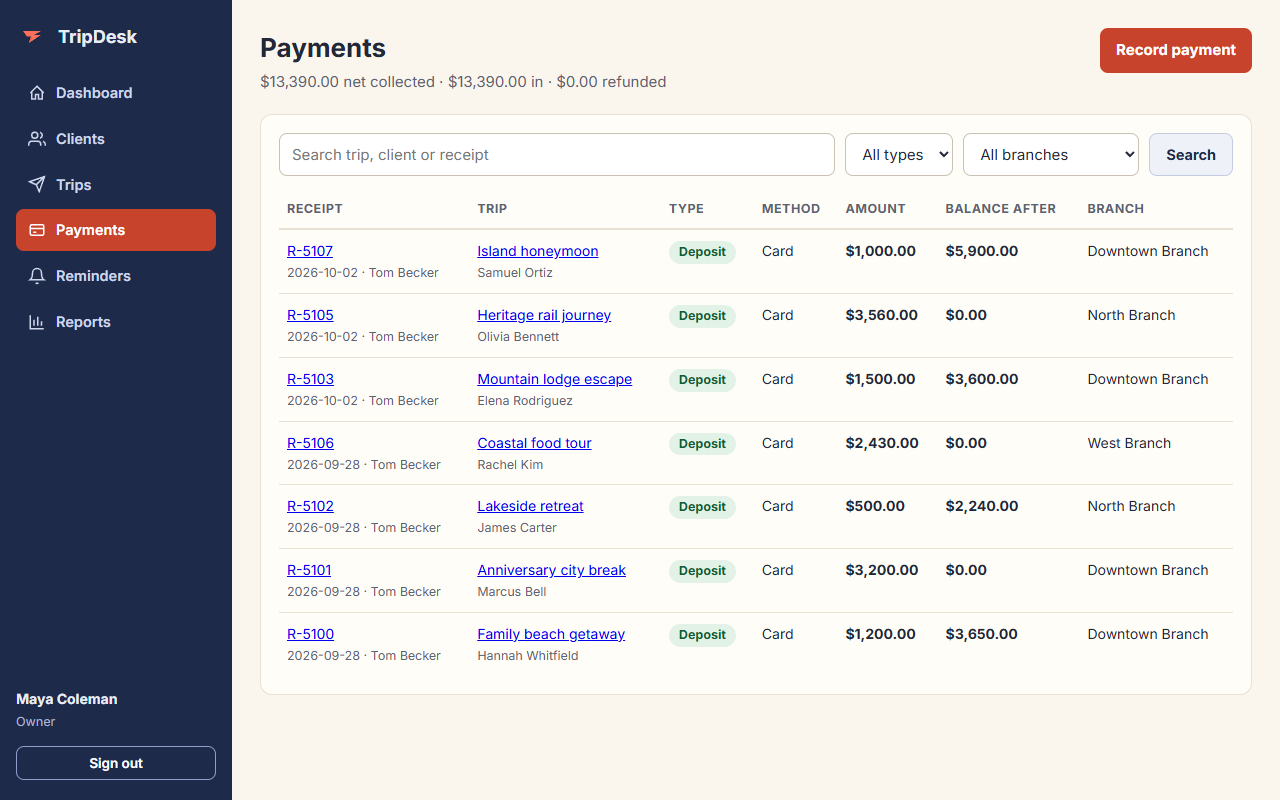 TripDesk
Dashboard
Clients
Trips
Payments
Reminders
Reports
Maya Coleman
Owner
Sign out
Payments
$13,390.00 net collected · $13,390.00 in · $0.00 refunded
Record payment
Search trip, client or receipt
All types
All branches
Search
RECEIPT TRIP TYPE METHOD AMOUNT BALANCE AFTER BRANCH
R-5107 Island honeymoon Deposit Card $1,000.00 $5,900.00 Downtown Branch
2026-10-02 · Tom Becker Samuel Ortiz
R-5105 Heritage rail journey Deposit Card $3,560.00 $0.00 North Branch
2026-10-02 · Tom Becker Olivia Bennett
R-5103 Mountain lodge escape Deposit Card $1,500.00 $3,600.00 Downtown Branch
2026-10-02 · Tom Becker Elena Rodriguez
R-5106 Coastal food tour Deposit Card $2,430.00 $0.00 West Branch
2026-09-28 · Tom Becker Rachel Kim
R-5102 Lakeside retreat Deposit Card $500.00 $2,240.00 North Branch
2026-09-28 · Tom Becker James Carter
R-5101 Anniversary city break Deposit Card $3,200.00 $0.00 Downtown Branch
2026-09-28 · Tom Becker Marcus Bell
R-5100 Family beach getaway Deposit Card $1,200.00 $3,650.00 Downtown Branch
2026-09-28 · Tom Becker Hannah Whitfield